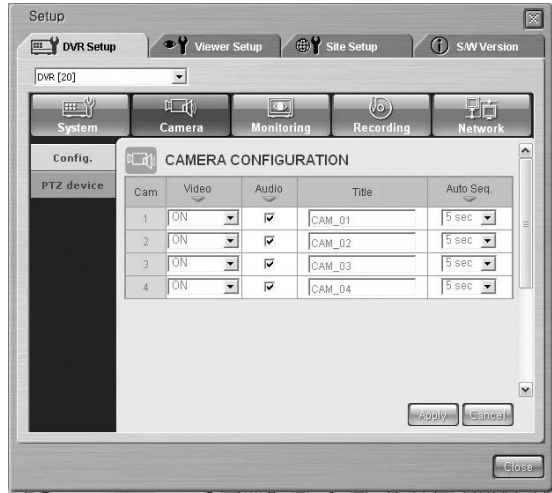 Setup
DVR Setup Viewer Setup Site Setup S/W Version
DVR [20]
System Camera Monitoring Recording Network
Config. CAMERA CONFIGURATION
PTZ device
Cam Video Audio Title Auto Seq.
1 ON CAM_01 5 sec
2 ON CAM_02 5 sec
3 ON CAM_03 5 sec
4 ON CAM_04 5 sec
Apply Cancel
Close